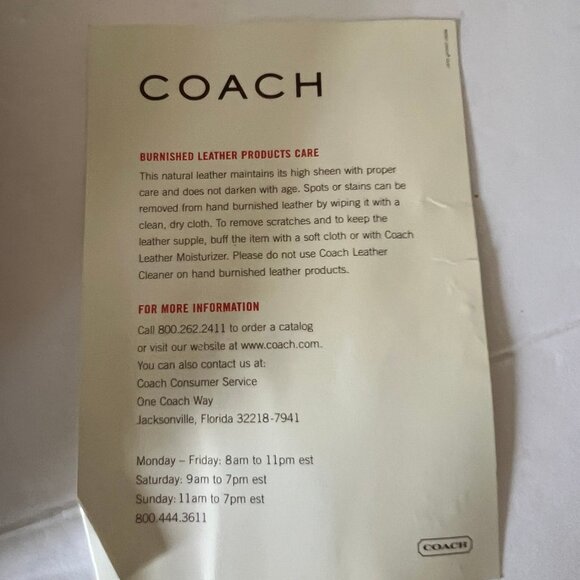 COACH
BURNISHED LEATHER PRODUCTS CARE
This natural leather maintains its high sheen with proper
care and does not darken with age. Spots or stains can be
removed from hand burnished leather by wiping it with a
clean, dry cloth. To remove scratches and to keep the
leather supple, buff the item with a soft cloth or with Coach
Leather Moisturizer. Please do not use Coach Leather
Cleaner on hand burnished leather products.
FOR MORE INFORMATION
Call 800.262.2411 to order a catalog
or visit our website at www.coach.com.
You can also contact us at:
Coach Consumer Service
One Coach Way
Jacksonville, Florida 32218-7941
Monday – Friday: 8am to 11pm est
Saturday: 9am to 7pm est
Sunday: 11am to 7pm est
800.444.3611
COACH